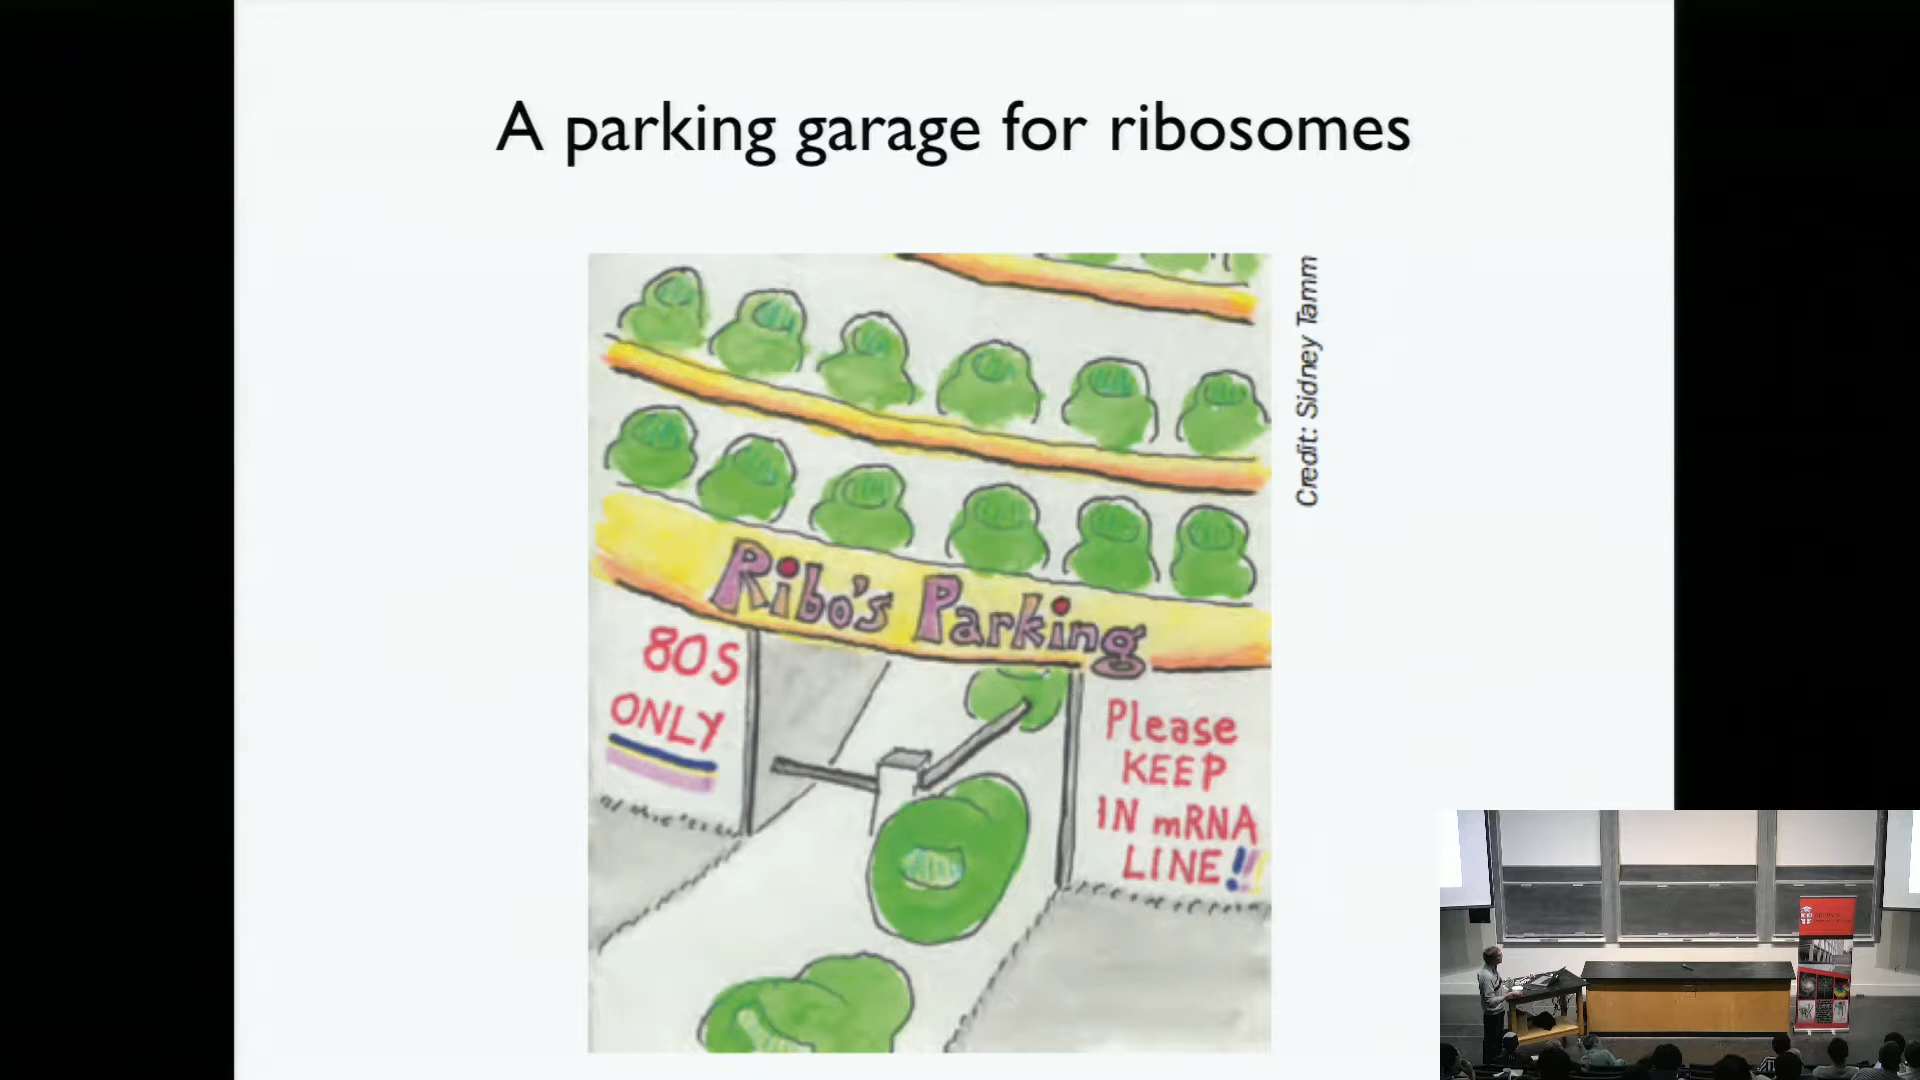 A parking garage for ribosomes
Credit: Sidney Tamm
Ribo's Parking
80S
ONLY
Please
KEEP
IN mRNA
LINE!!!